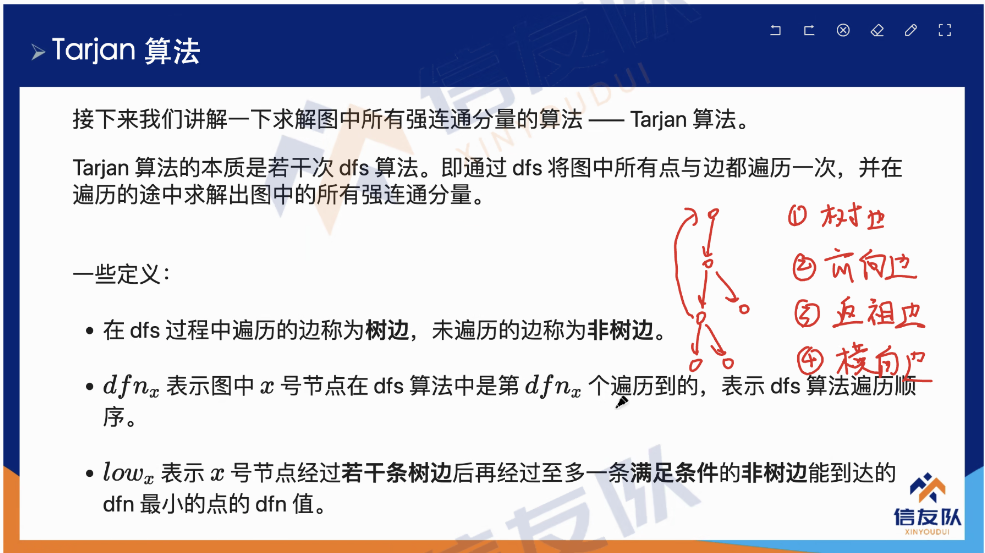 Tarjan 算法
接下来我们讲解一下求解图中所有强连通分量的算法 —— Tarjan 算法。
Tarjan 算法的本质是若干次 dfs 算法。即通过 dfs 将图中所有点与边都遍历一次，并在
遍历的途中求解出图中的所有强连通分量。
一些定义：
• 在 dfs 过程中遍历的边称为树边，未遍历的边称为非树边。
• dfnₓ 表示图中 x 号节点在 dfs 算法中是第 dfnₓ 个遍历到的，表示 dfs 算法遍历顺
序。
• lowₓ 表示 x 号节点经过若干条树边后再经过至多一条满足条件的非树边能到达的
dfn 最小的点的 dfn 值。
① 树边
② 前向边
③ 返祖边
④ 横向边
信友队
XINYOUDUI
信友队
XINYOUDUI
信友队